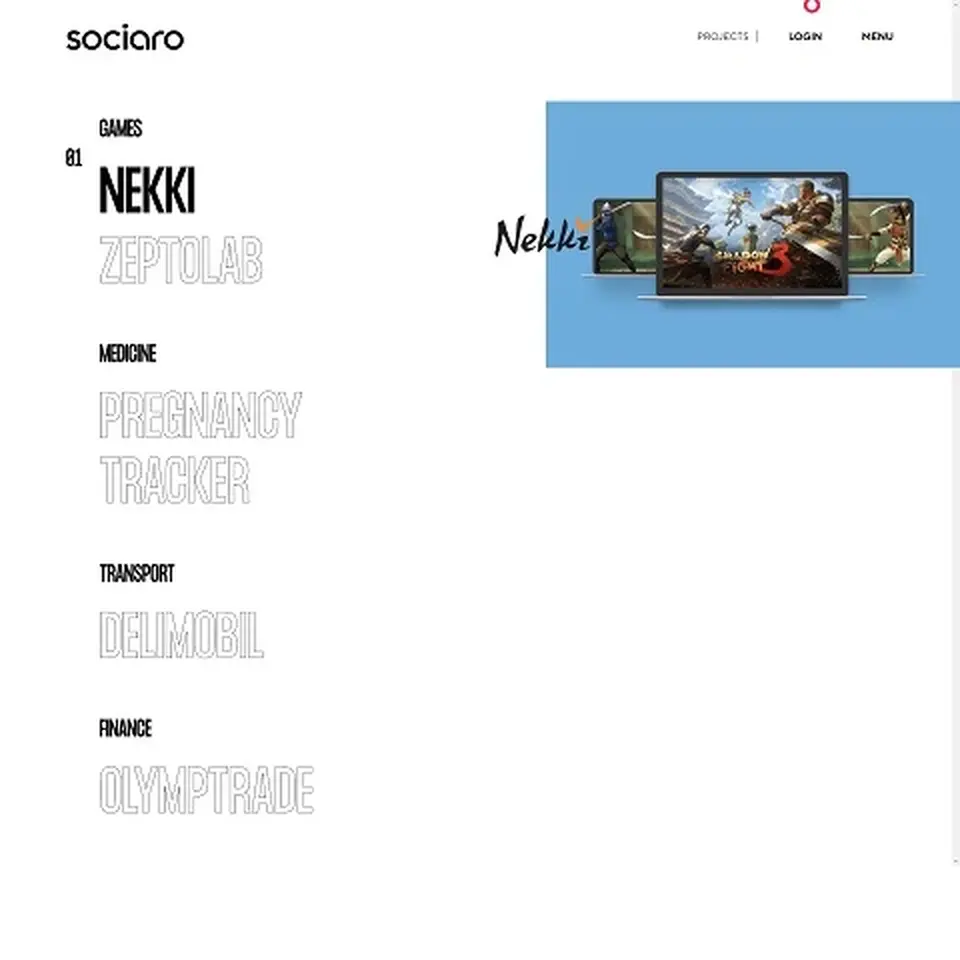 sociaro
PROJECTS | LOGIN MENU
GAMES
01
NEKKI
Nekki
SHADOW
FIGHT 3
ZEPTOLAB
MEDICINE
PREGNANCY
TRACKER
TRANSPORT
DELIMOBIL
FINANCE
OLYMPTRADE